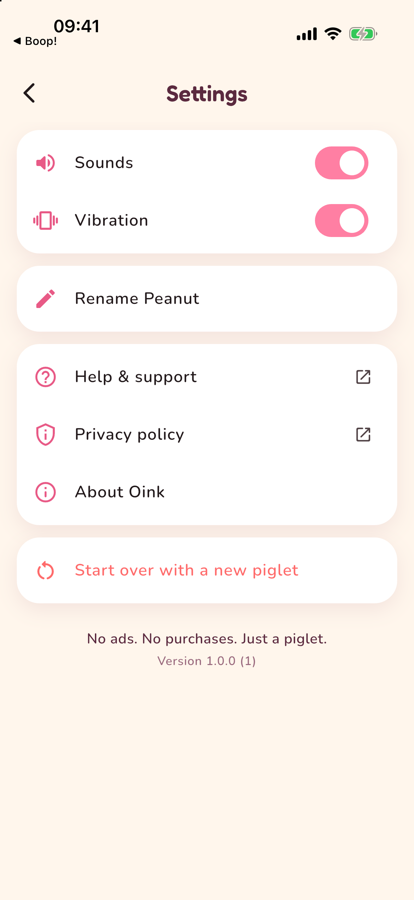 09:41
◀ Boop!
Settings
Sounds
Vibration
Rename Peanut
Help & support
Privacy policy
About Oink
Start over with a new piglet
No ads. No purchases. Just a piglet.
Version 1.0.0 (1)